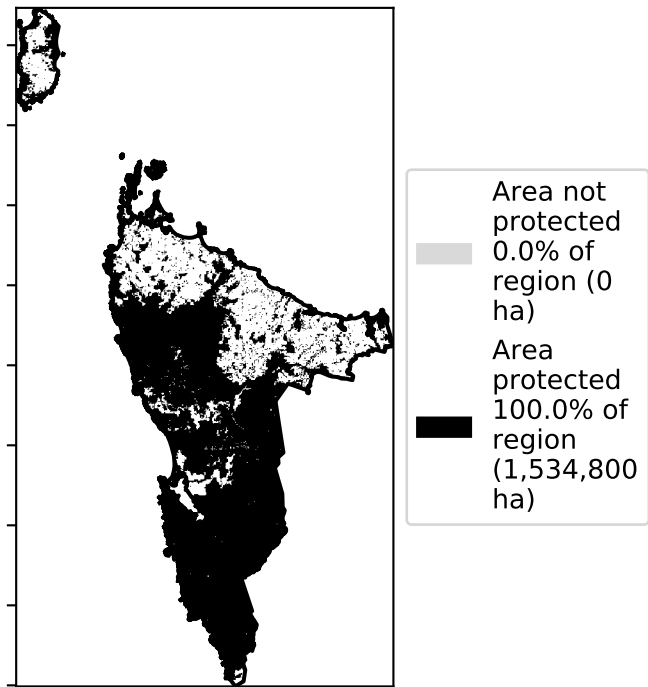 Area not
protected
0.0% of
region (0
ha)
Area
protected
100.0% of
region
(1,534,800
ha)